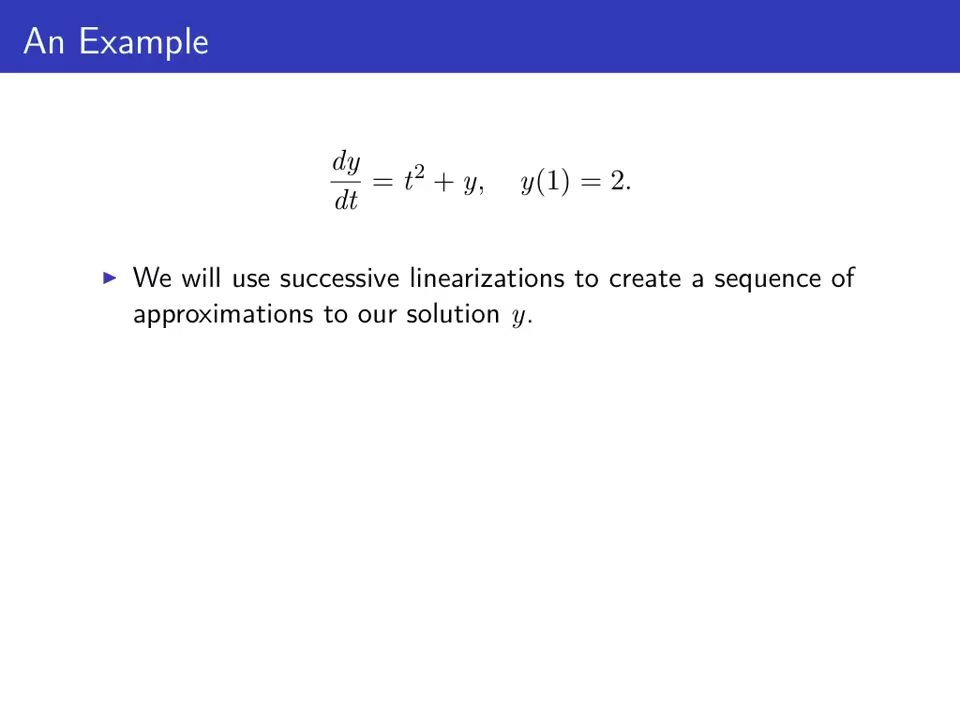 An Example
dy/dt = t² + y, y(1) = 2.
▶ We will use successive linearizations to create a sequence of
approximations to our solution y.